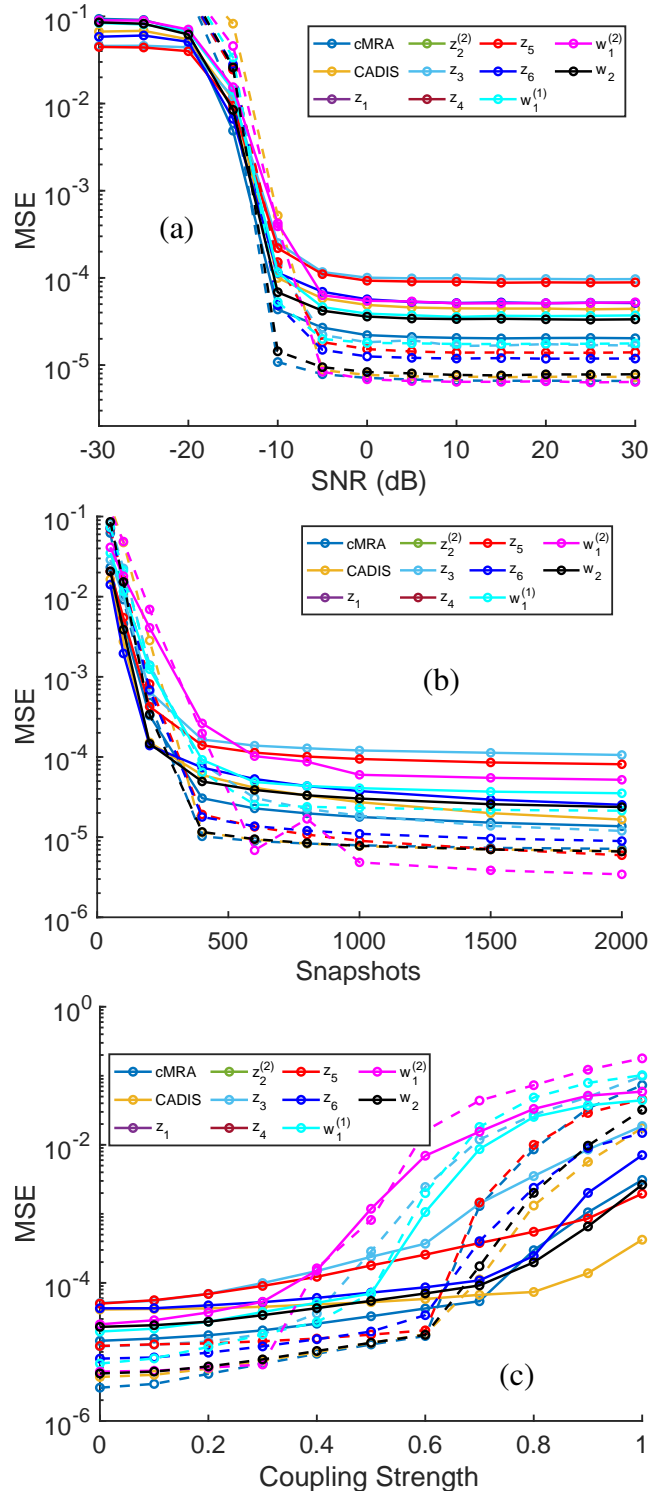 10^{-1}
10^{-2}
10^{-3}
10^{-4}
10^{-5}
MSE
cMRA z_2^{(2)} z_5 w_1^{(2)}
CADIS z_3 z_6 w_2
z_1 z_4 w_1^{(1)}
(a)
-30 -20 -10 0 10 20 30
SNR (dB)
10^{-1}
10^{-2}
10^{-3}
10^{-4}
10^{-5}
10^{-6}
MSE
cMRA z_2^{(2)} z_5 w_1^{(2)}
CADIS z_3 z_6 w_2
z_1 z_4 w_1^{(1)}
(b)
0 500 1000 1500 2000
Snapshots
10^0
10^{-2}
10^{-4}
10^{-6}
MSE
cMRA z_2^{(2)} z_5 w_1^{(2)}
CADIS z_3 z_6 w_2
z_1 z_4 w_1^{(1)}
(c)
0 0.2 0.4 0.6 0.8 1
Coupling Strength